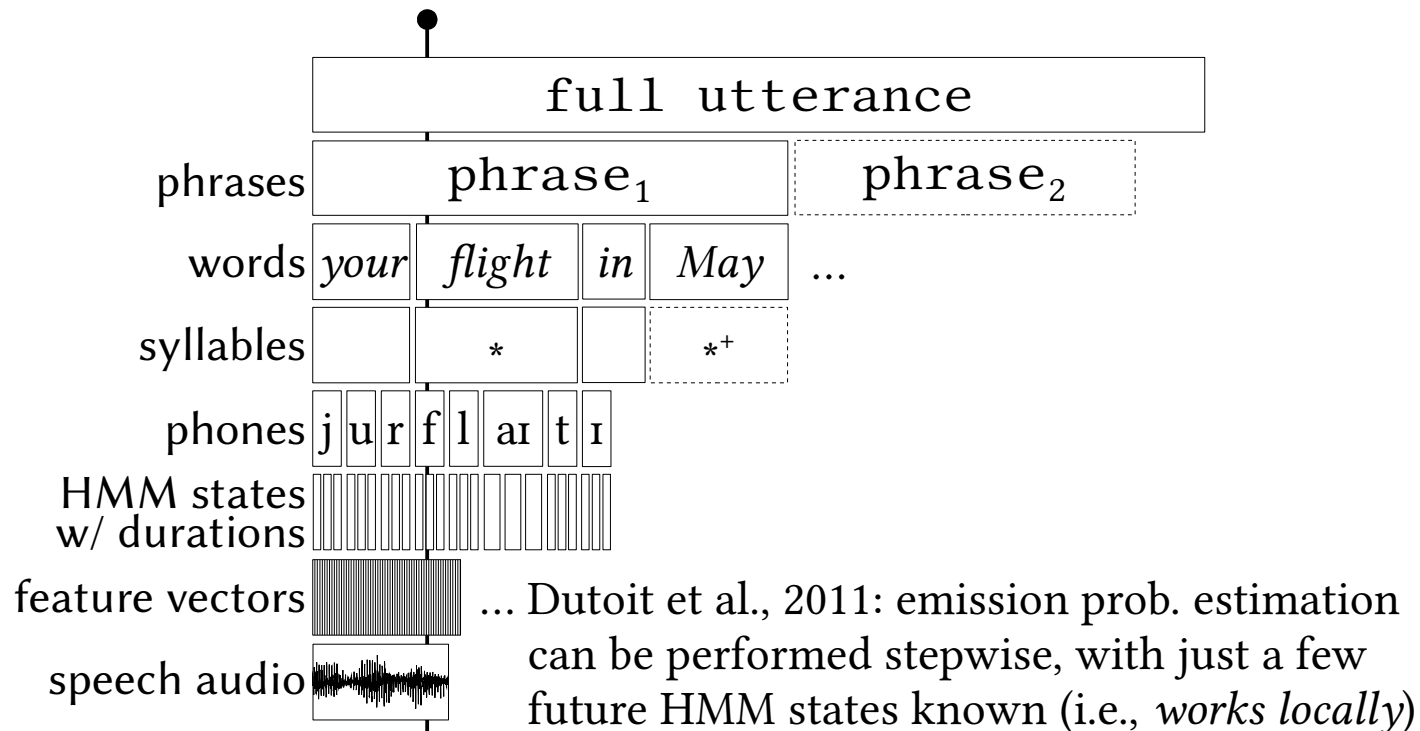 full utterance
phrases phrase₁ phrase₂
words your flight in May ...
syllables * *⁺
phones j u r f l aɪ t ɪ
HMM states
w/ durations
feature vectors ... Dutoit et al., 2011: emission prob. estimation
can be performed stepwise, with just a few
speech audio
future HMM states known (i.e., works locally)